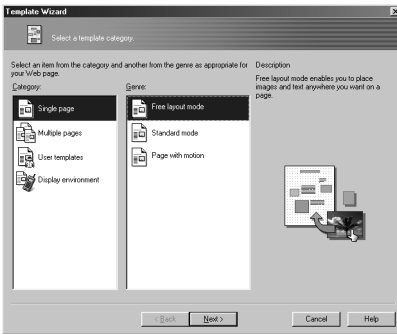 Template Wizard
Select a template category.
Select an item from the category and another from the genre as appropriate for
your Web page.
Category:
Single page
Multiple pages
User templates
Display environment
Genre:
Free layout mode
Standard mode
Page with motion
Description
Free layout mode enables you to place
images and text anywhere you want on a
page.
< Back
Next >
Cancel
Help